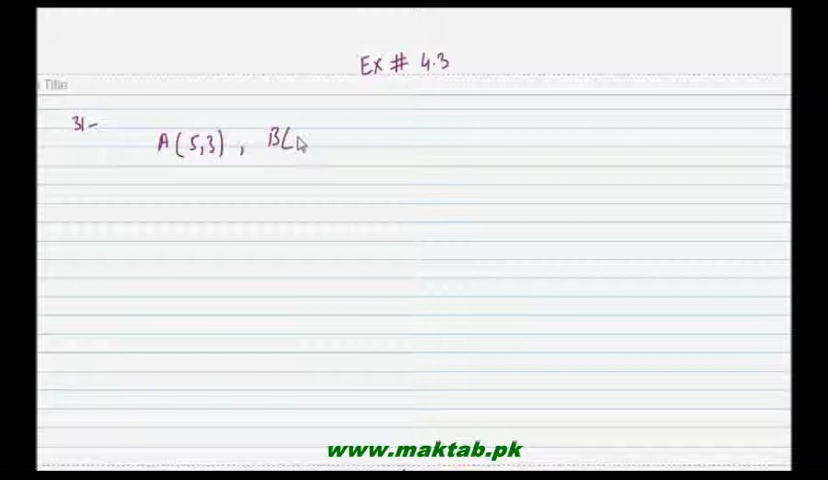 Ex # 4.3
Title
31-
A(5,3), B(
www.maktab.pk